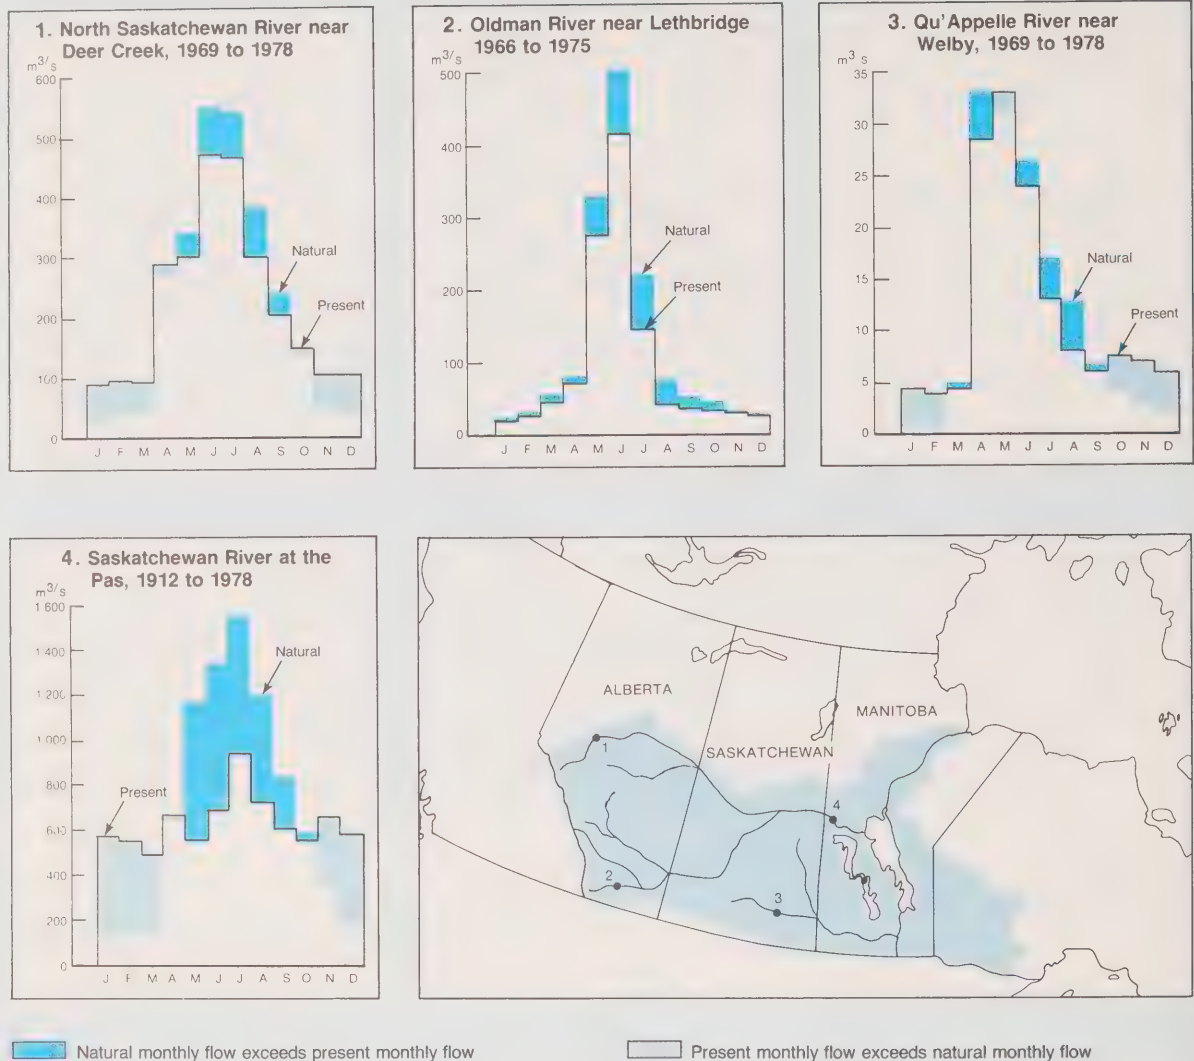 1. North Saskatchewan River near
Deer Creek, 1969 to 1978
m³/s
600
500
400
300
200
100
0
Natural
Present
J F M A M J J A S O N D
2. Oldman River near Lethbridge
1966 to 1975
m³/s
500
400
300
200
100
0
Natural
Present
J F M A M J J A S O N D
3. Qu'Appelle River near
Welby, 1969 to 1978
m³ s
35
30
25
20
15
10
5
0
Natural
Present
J F M A M J J A S O N D
4. Saskatchewan River at the
Pas, 1912 to 1978
m³/s
1 600
1 400
1 200
1 000
800
600
400
200
0
Natural
Present
J F M A M J J A S O N D
ALBERTA
MANITOBA
SASKATCHEWAN
1
4
2
3
Natural monthly flow exceeds present monthly flow
Present monthly flow exceeds natural monthly flow